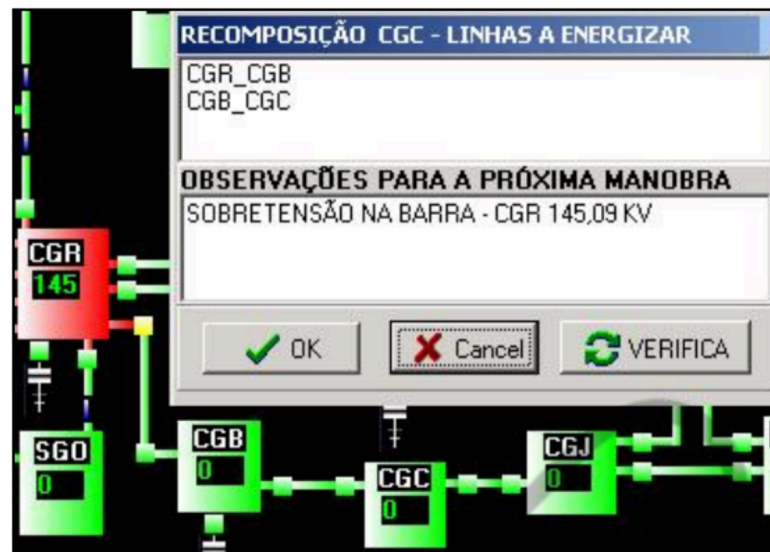 RECOMPOSIÇÃO CGC - LINHAS A ENERGIZAR
CGR_CGB
CGB_CGC
OBSERVAÇÕES PARA A PRÓXIMA MANOBRA
SOBRETENSÃO NA BARRA - CGR 145,09 KV
OK
Cancel
VERIFICA
CGR
145
SGO
0
CGB
0
CGC
0
CGJ
0